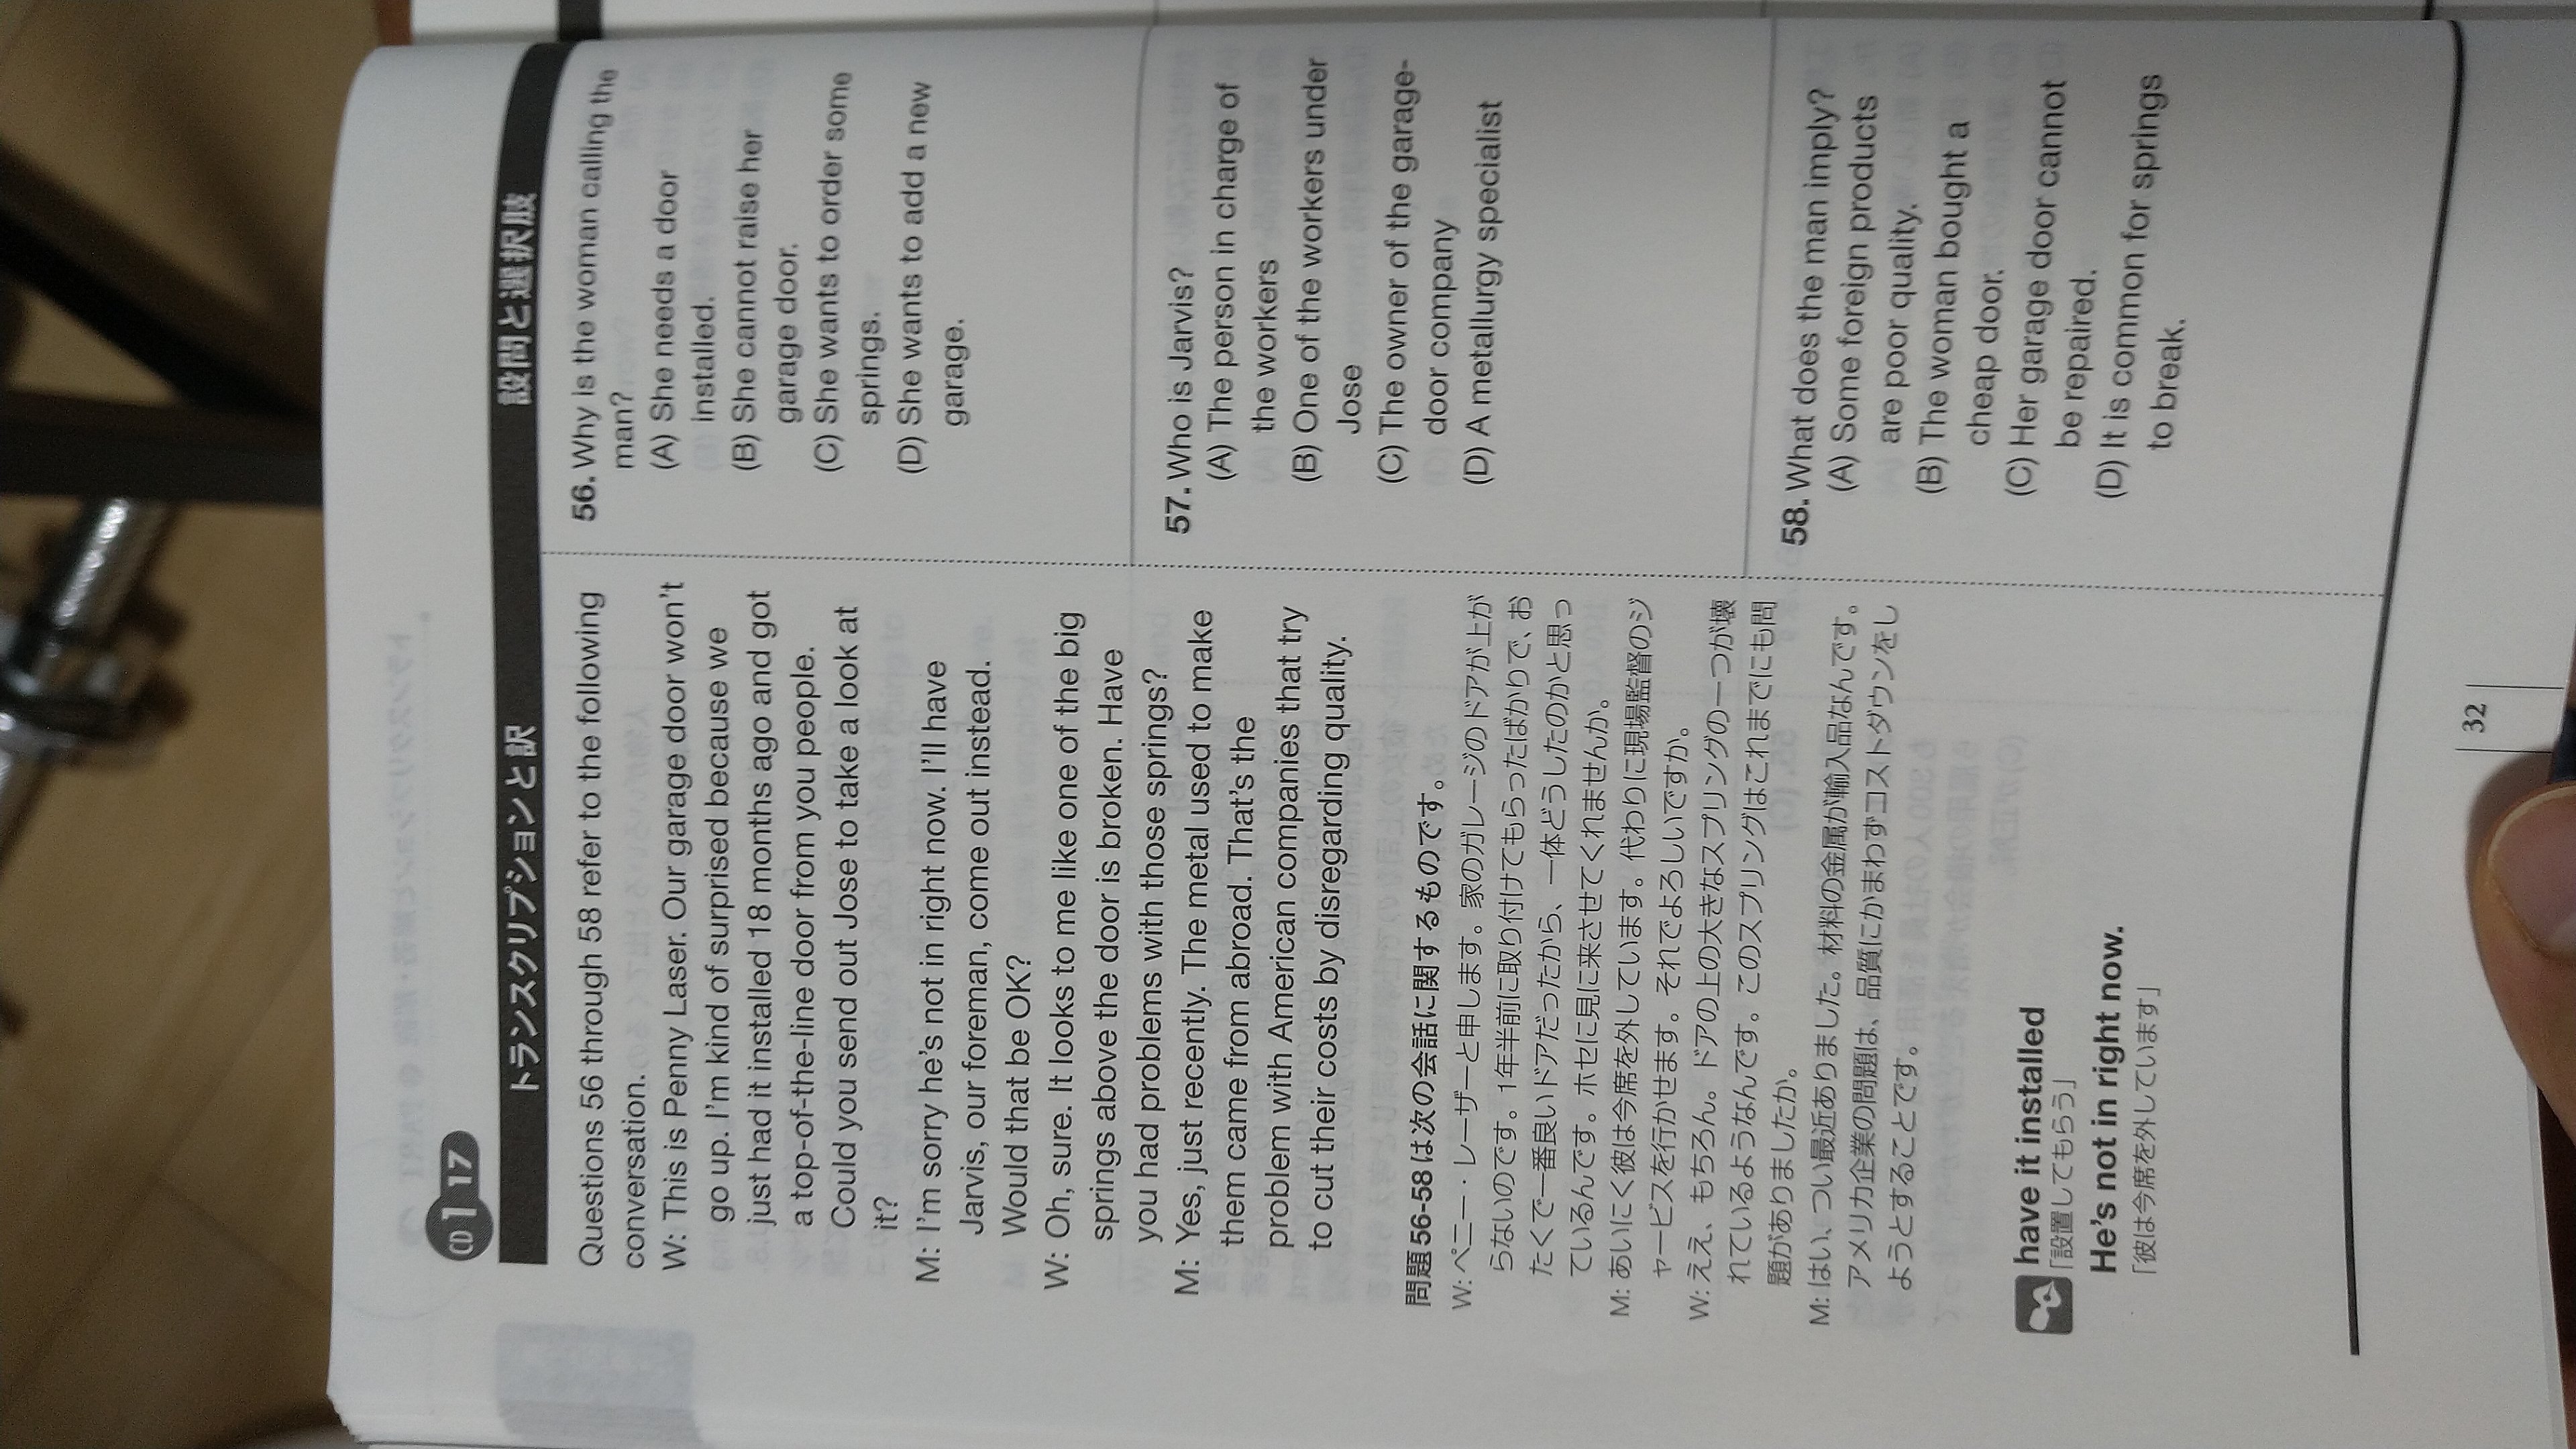 CD 1 17
トランスクリプションと訳
Questions 56 through 58 refer to the following
conversation.
W: This is Penny Laser. Our garage door won't
go up. I'm kind of surprised because we
just had it installed 18 months ago and got
a top-of-the-line door from you people.
Could you send out Jose to take a look at
it?
M: I'm sorry he's not in right now. I'll have
Jarvis, our foreman, come out instead.
Would that be OK?
W: Oh, sure. It looks to me like one of the big
springs above the door is broken. Have
you had problems with those springs?
M: Yes, just recently. The metal used to make
them came from abroad. That's the
problem with American companies that try
to cut their costs by disregarding quality.
問題56-58は次の会話に関するものです。
W: ペニー・レーザーと申します。家のガレージのドアが上が
らないのです。1年半前に取り付けてもらったばかりで、お
たくで一番良いドアだったから、一体どうしたのかと思っ
ているんです。ホセに見に来させてくれませんか。
M: あいにく彼は今席を外しています。代わりに現場監督のジ
ャービスを行かせます。それでよろしいですか。
W: ええ、もちろん。ドアの上の大きなスプリングの一つが壊
れているようなんです。このスプリングはこれまでにも問
題がありましたか。
M: はい、つい最近ありました。材料の金属が輸入品なんです。
アメリカ企業の問題は、品質にかまわずコストダウンをし
ようとすることです。
have it installed
「設置してもらう」
He's not in right now.
「彼は今席を外しています」
設問と選択肢
56. Why is the woman calling the
man?
(A) She needs a door
installed.
(B) She cannot raise her
garage door.
(C) She wants to order some
springs.
(D) She wants to add a new
garage.
57. Who is Jarvis?
(A) The person in charge of
the workers
(B) One of the workers under
Jose
(C) The owner of the garage-
door company
(D) A metallurgy specialist
58. What does the man imply?
(A) Some foreign products
are poor quality.
(B) The woman bought a
cheap door.
(C) Her garage door cannot
be repaired.
(D) It is common for springs
to break.
32